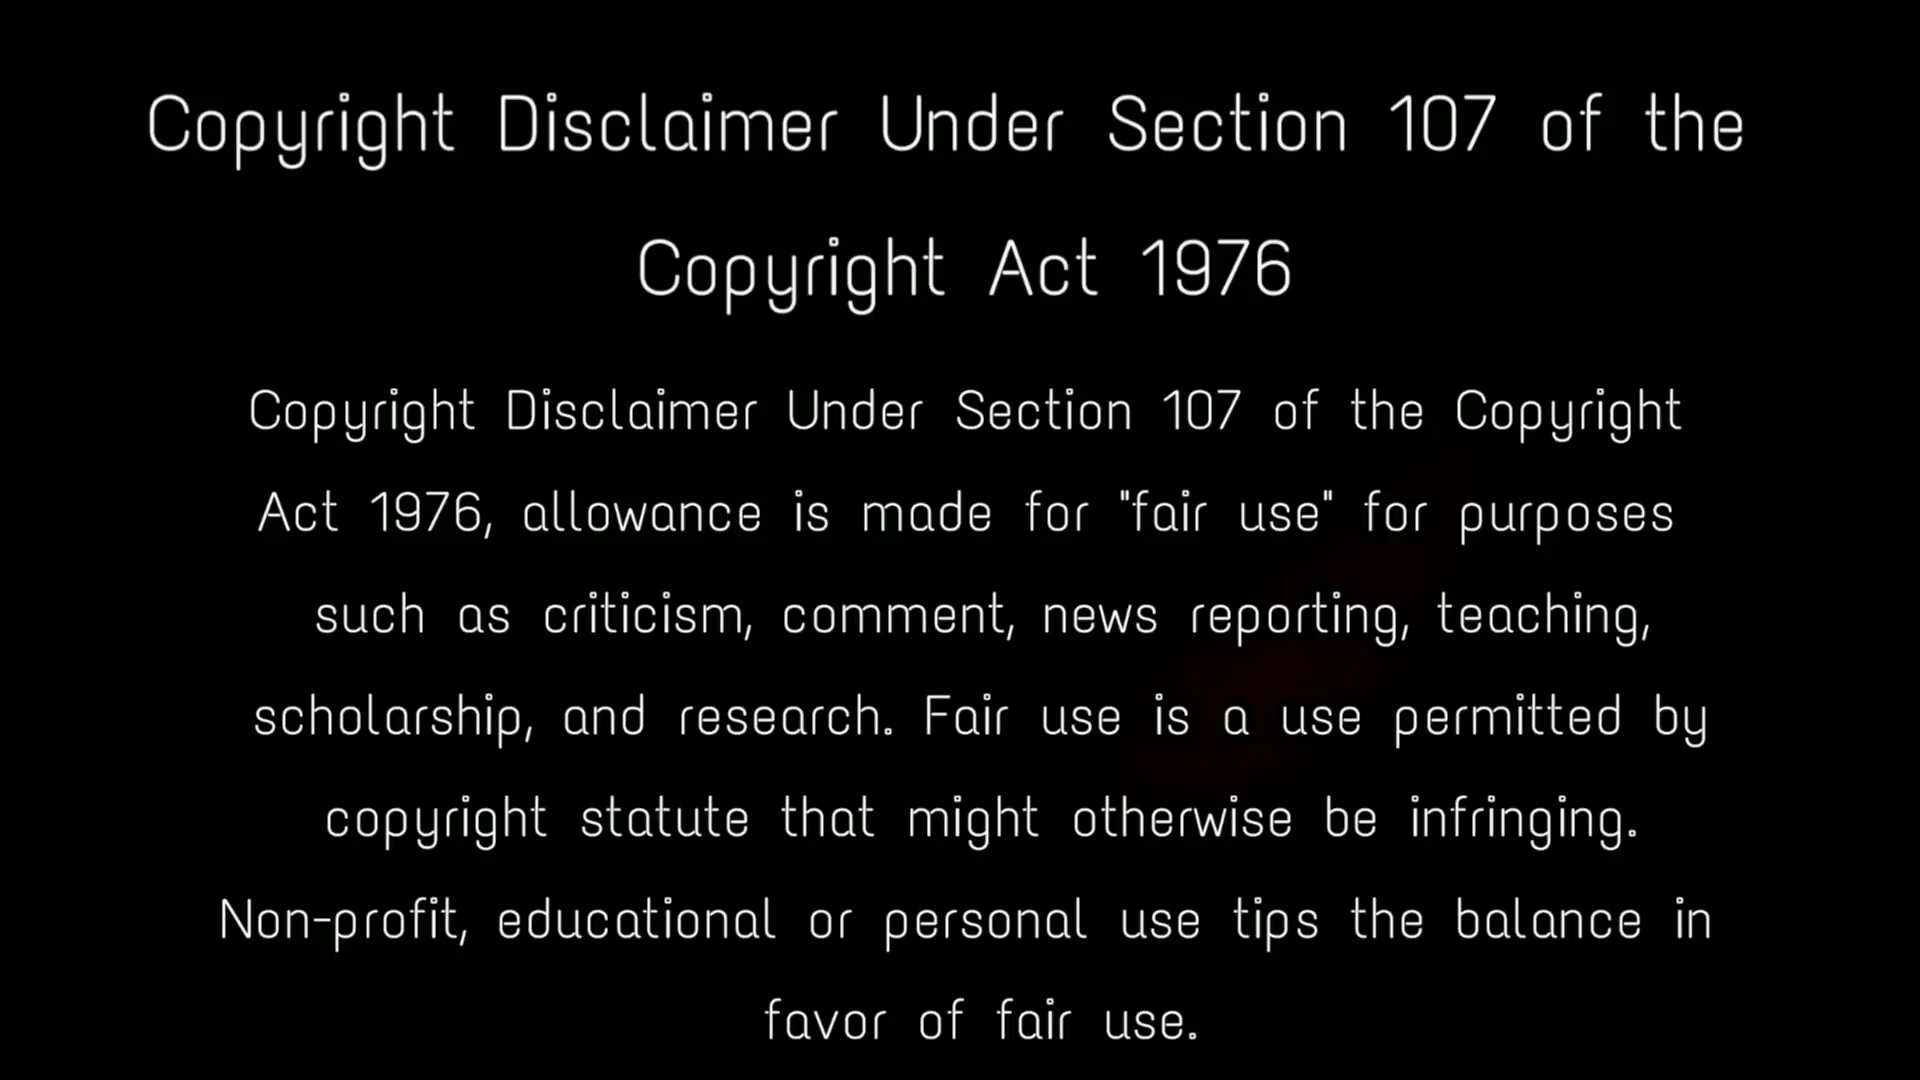 Copyright Disclaimer Under Section 107 of the
Copyright Act 1976
Copyright Disclaimer Under Section 107 of the Copyright
Act 1976, allowance is made for "fair use" for purposes
such as criticism, comment, news reporting, teaching,
scholarship, and research. Fair use is a use permitted by
copyright statute that might otherwise be infringing.
Non-profit, educational or personal use tips the balance in
favor of fair use.